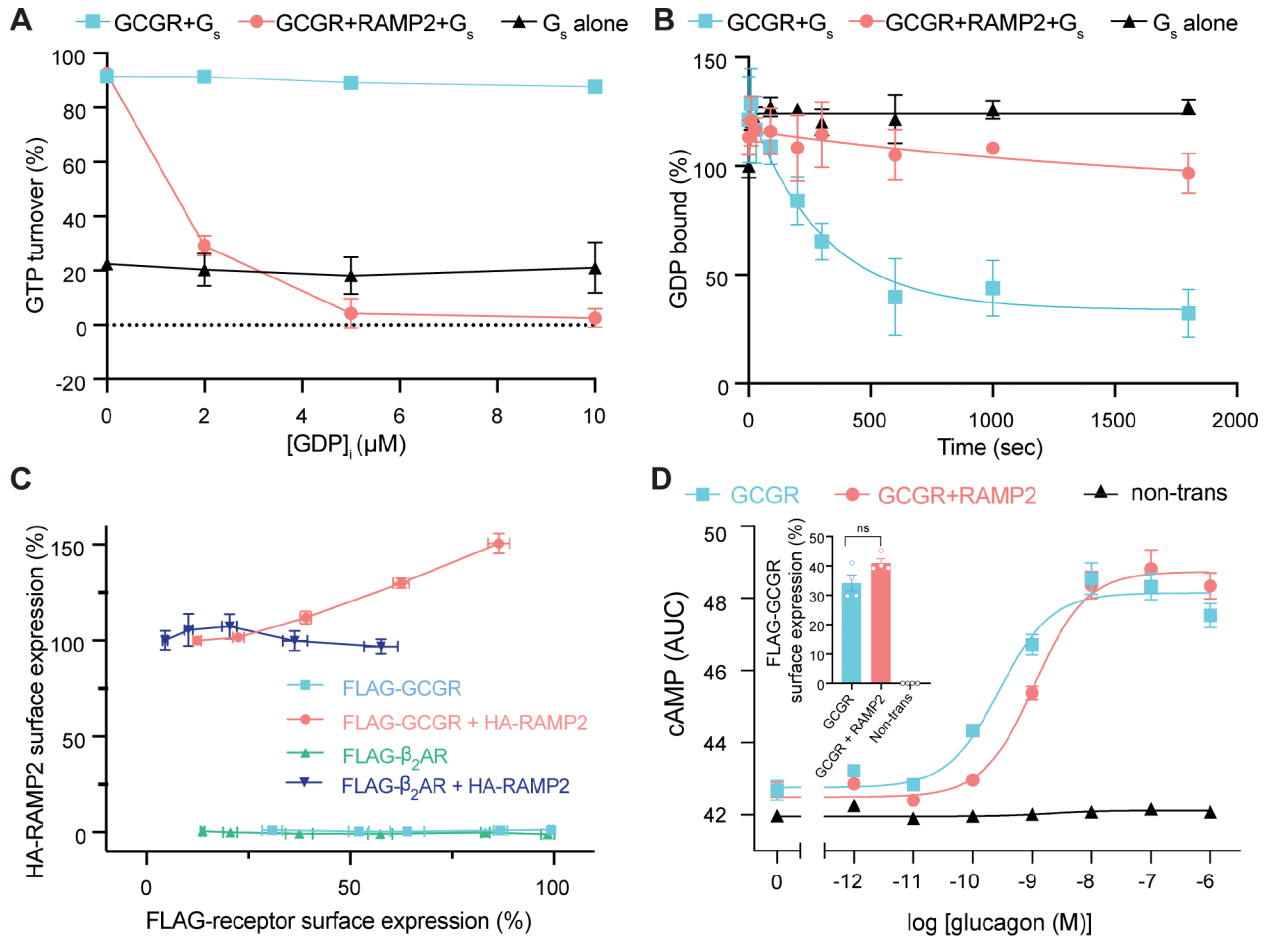 A
GCGR+Gs GCGR+RAMP2+Gs Gs alone
GTP turnover (%)
100
80
60
40
20
0
-20
0 2 4 6 8 10
[GDP]i (µM)
B
GCGR+Gs GCGR+RAMP2+Gs Gs alone
GDP bound (%)
150
100
50
0
0 500 1000 1500 2000
Time (sec)
C
HA-RAMP2 surface expression (%)
150
100
50
0
FLAG-GCGR
FLAG-GCGR + HA-RAMP2
FLAG-β2AR
FLAG-β2AR + HA-RAMP2
0 50 100
FLAG-receptor surface expression (%)
D
GCGR GCGR+RAMP2 non-trans
cAMP (AUC)
50
48
46
44
42
FLAG-GCGR
surface expression (%)
50
40
30
20
10
0
ns
GCGR
GCGR + RAMP2
Non-trans
0 -12 -11 -10 -9 -8 -7 -6
log [glucagon (M)]